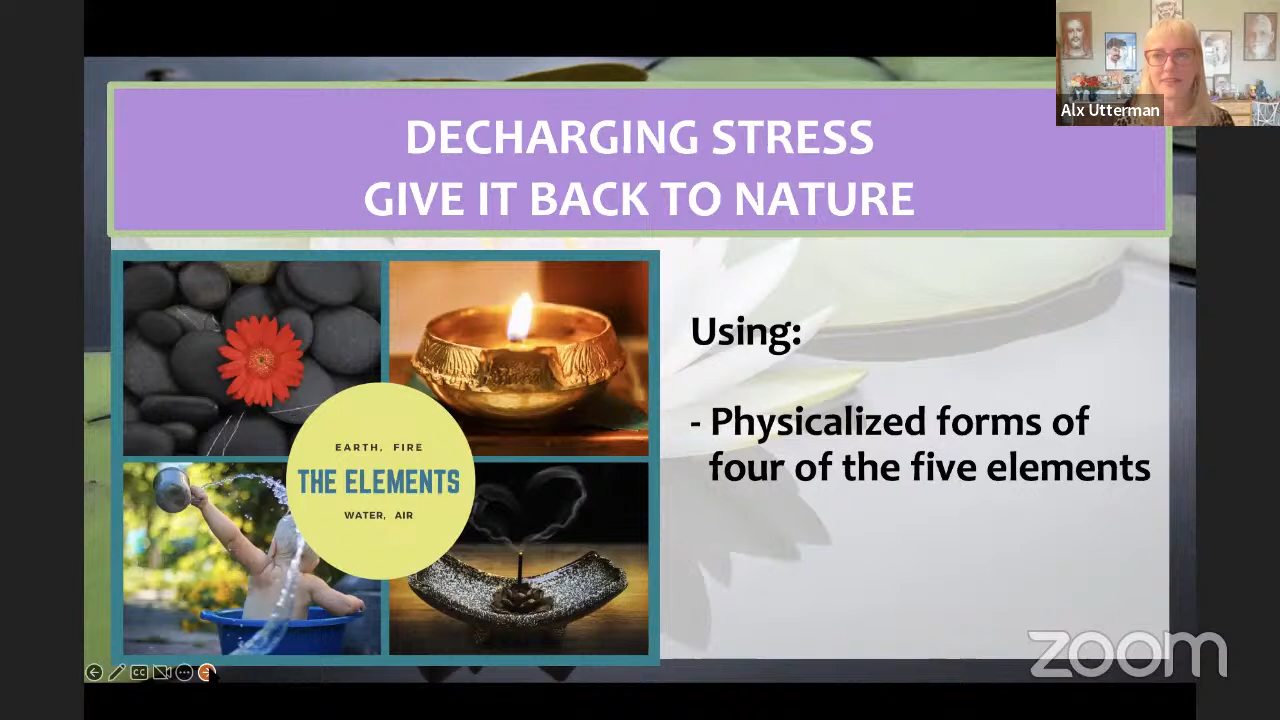 Alx Utterman
DECHARGING STRESS
GIVE IT BACK TO NATURE
EARTH, FIRE
THE ELEMENTS
WATER, AIR
Using:
- Physicalized forms of
four of the five elements
CC
zoom